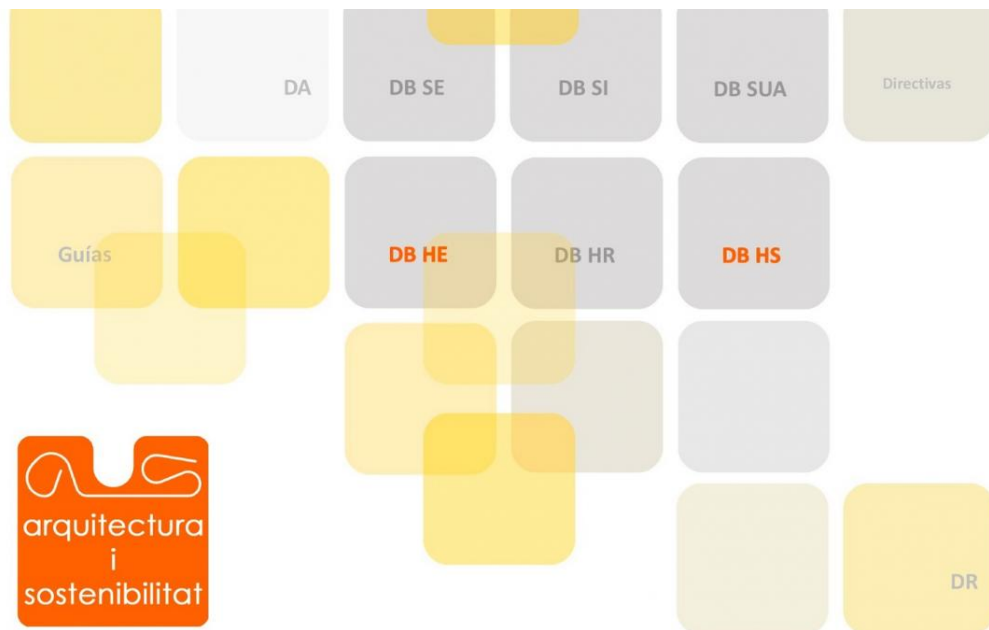 DA
DB SE
DB SI
DB SUA
Directivas
Guías
DB HE
DB HR
DB HS
arquitectura
i
sostenibilitat
DR